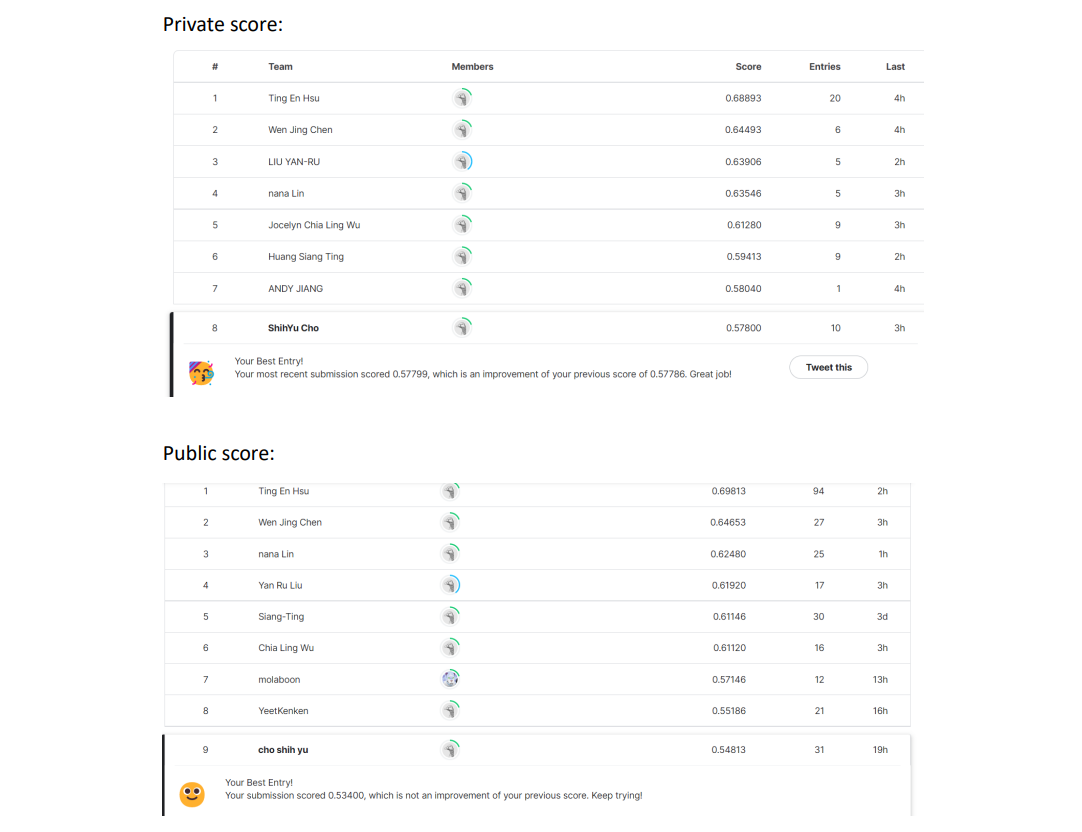 Private score:
# Team Members Score Entries Last
1 Ting En Hsu 0.68893 20 4h
2 Wen Jing Chen 0.64493 6 4h
3 LIU YAN-RU 0.63906 5 2h
4 nana Lin 0.63546 5 3h
5 Jocelyn Chia Ling Wu 0.61280 9 3h
6 Huang Siang Ting 0.59413 9 2h
7 ANDY JIANG 0.58040 1 4h
8 ShihYu Cho 0.57800 10 3h
Your Best Entry!
Your most recent submission scored 0.57799, which is an improvement of your previous score of 0.57786. Great job!
Tweet this
Public score:
1 Ting En Hsu 0.69813 94 2h
2 Wen Jing Chen 0.64653 27 3h
3 nana Lin 0.62480 25 1h
4 Yan Ru Liu 0.61920 17 3h
5 Siang-Ting 0.61146 30 3d
6 Chia Ling Wu 0.61120 16 3h
7 molaboon 0.57146 12 13h
8 YeetKenken 0.55186 21 16h
9 cho shih yu 0.54813 31 19h
Your Best Entry!
Your submission scored 0.53400, which is not an improvement of your previous score. Keep trying!